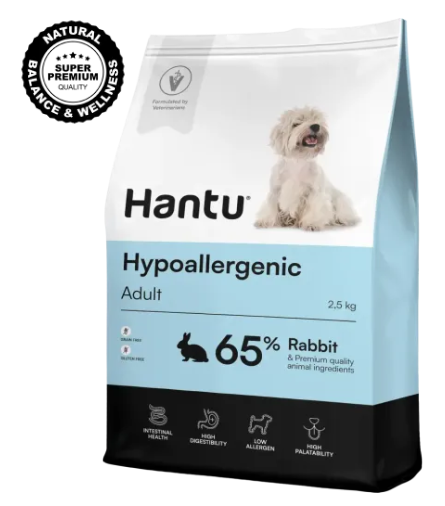 NATURAL
SUPER
PREMIUM
QUALITY
BALANCE & WELLNESS
Formulated by
Veterinarians
Hantu®
Hypoallergenic
Adult
2,5 kg
GRAIN FREE
GLUTEN FREE
65% Rabbit
& Premium quality
animal ingredients
INTESTINAL
HEALTH
HIGH
DIGESTIBILITY
LOW
ALLERGEN
HIGH
PALATABILITY